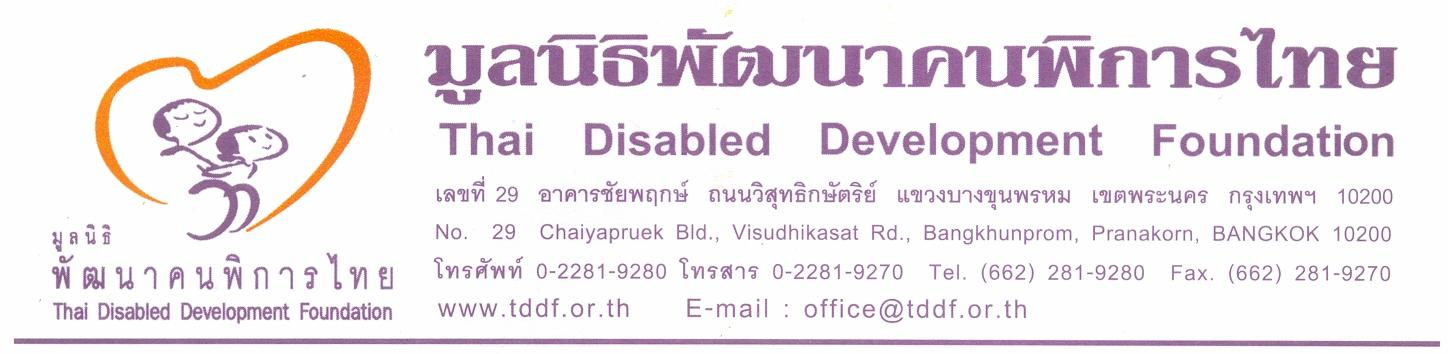 มูลนิธิ
พัฒนาคนพิการไทย
Thai Disabled Development Foundation
มูลนิธิพัฒนาคนพิการไทย
Thai Disabled Development Foundation
เลขที่ 29 อาคารชัยพฤกษ์ ถนนวิสุทธิกษัตริย์ แขวงบางขุนพรหม เขตพระนคร กรุงเทพฯ 10200
No. 29 Chaiyapruek Bld., Visudhikasat Rd., Bangkhunprom, Pranakorn, BANGKOK 10200
โทรศัพท์ 0-2281-9280 โทรสาร 0-2281-9270 Tel. (662) 281-9280 Fax. (662) 281-9270
www.tddf.or.th E-mail : office@tddf.or.th